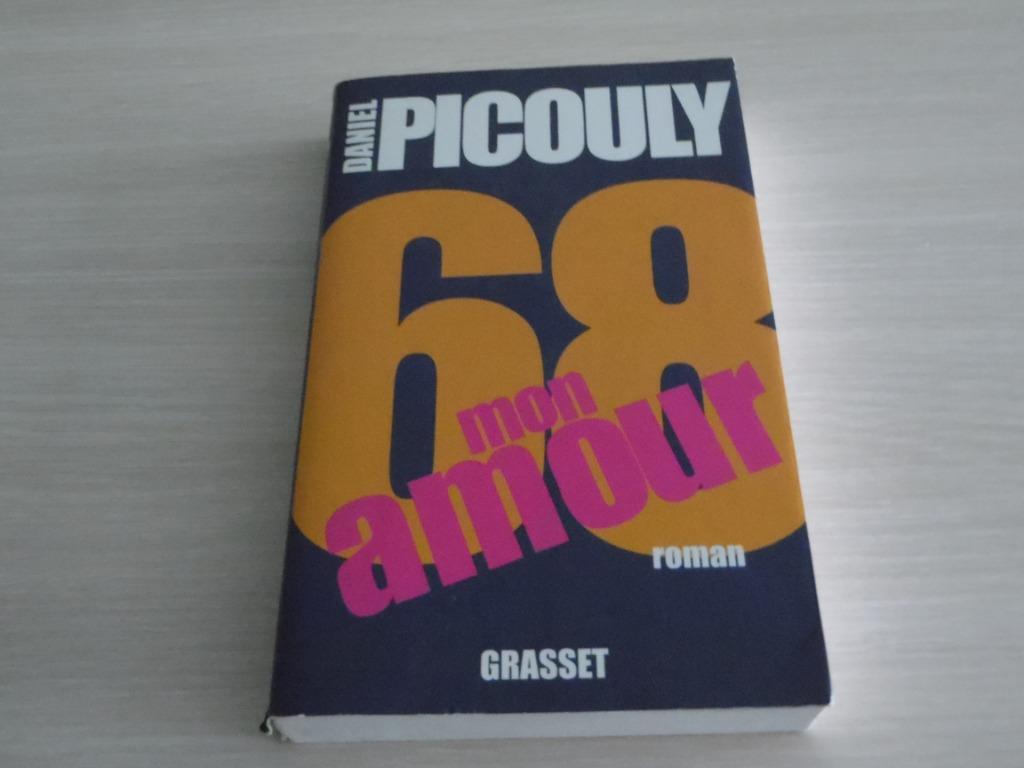 DANIEL
PICOULY
68
mon
amour
roman
GRASSET